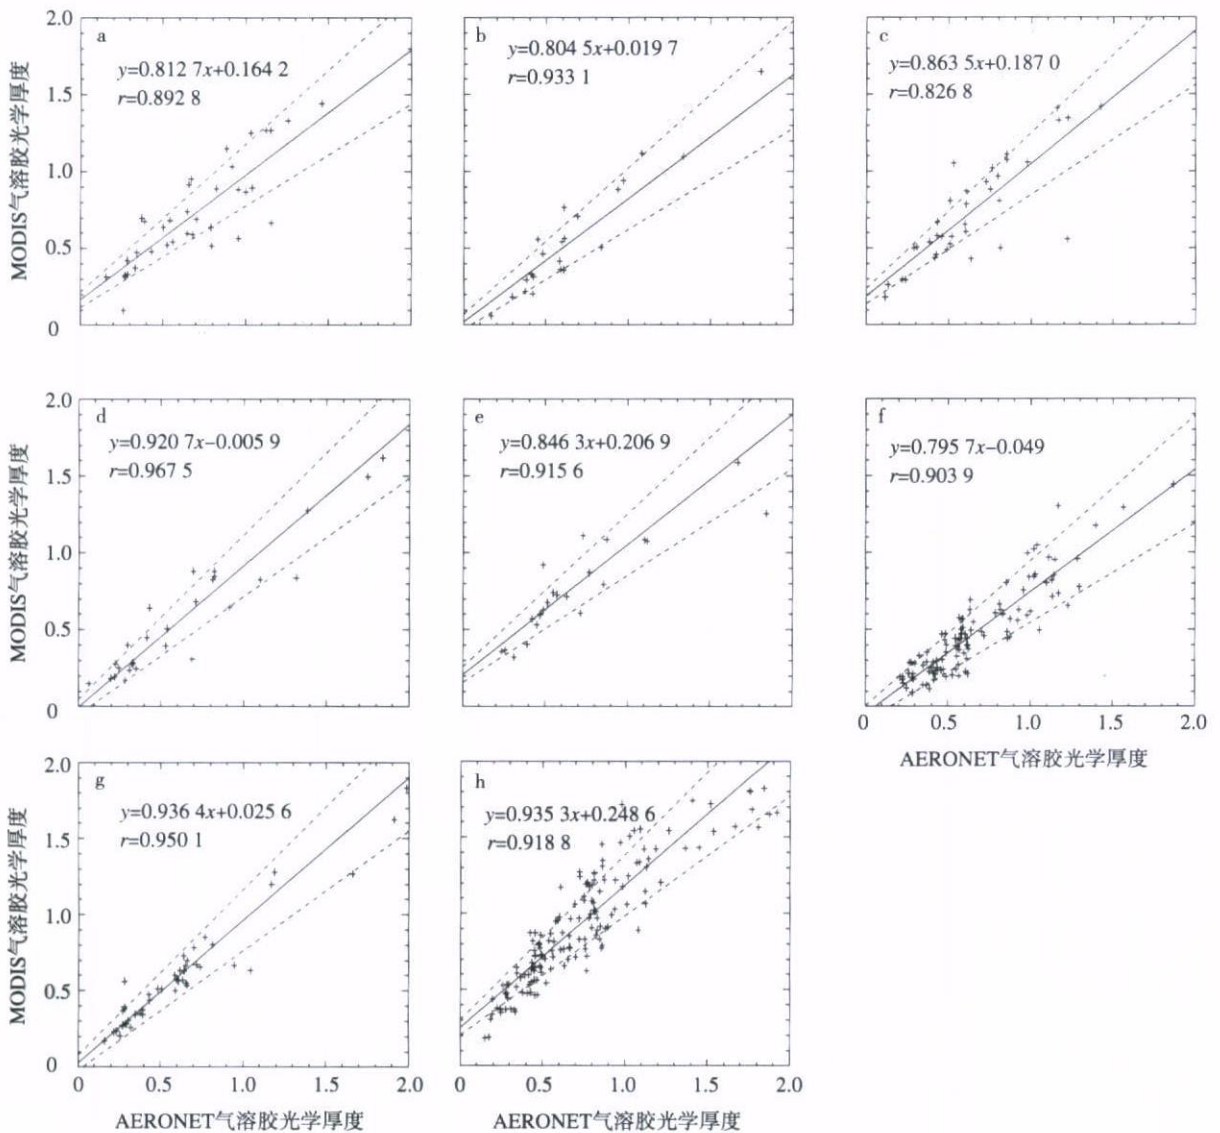 a
y=0.812 7x+0.164 2
r=0.892 8
b
y=0.804 5x+0.019 7
r=0.933 1
c
y=0.863 5x+0.187 0
r=0.826 8
2.0
1.5
1.0
0.5
0
MODIS气溶胶光学厚度
d
y=0.920 7x−0.005 9
r=0.967 5
e
y=0.846 3x+0.206 9
r=0.915 6
f
y=0.795 7x−0.049
r=0.903 9
2.0
1.5
1.0
0.5
0
MODIS气溶胶光学厚度
0 0.5 1.0 1.5 2.0
AERONET气溶胶光学厚度
g
y=0.936 4x+0.025 6
r=0.950 1
h
y=0.935 3x+0.248 6
r=0.918 8
2.0
1.5
1.0
0.5
0
MODIS气溶胶光学厚度
0 0.5 1.0 1.5 2.0
0 0.5 1.0 1.5 2.0
AERONET气溶胶光学厚度
AERONET气溶胶光学厚度